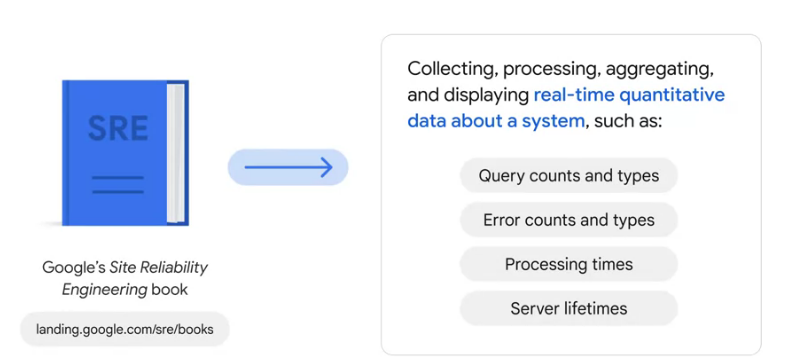 SRE
Google's Site Reliability
Engineering book
landing.google.com/sre/books
Collecting, processing, aggregating,
and displaying real-time quantitative
data about a system, such as:
Query counts and types
Error counts and types
Processing times
Server lifetimes